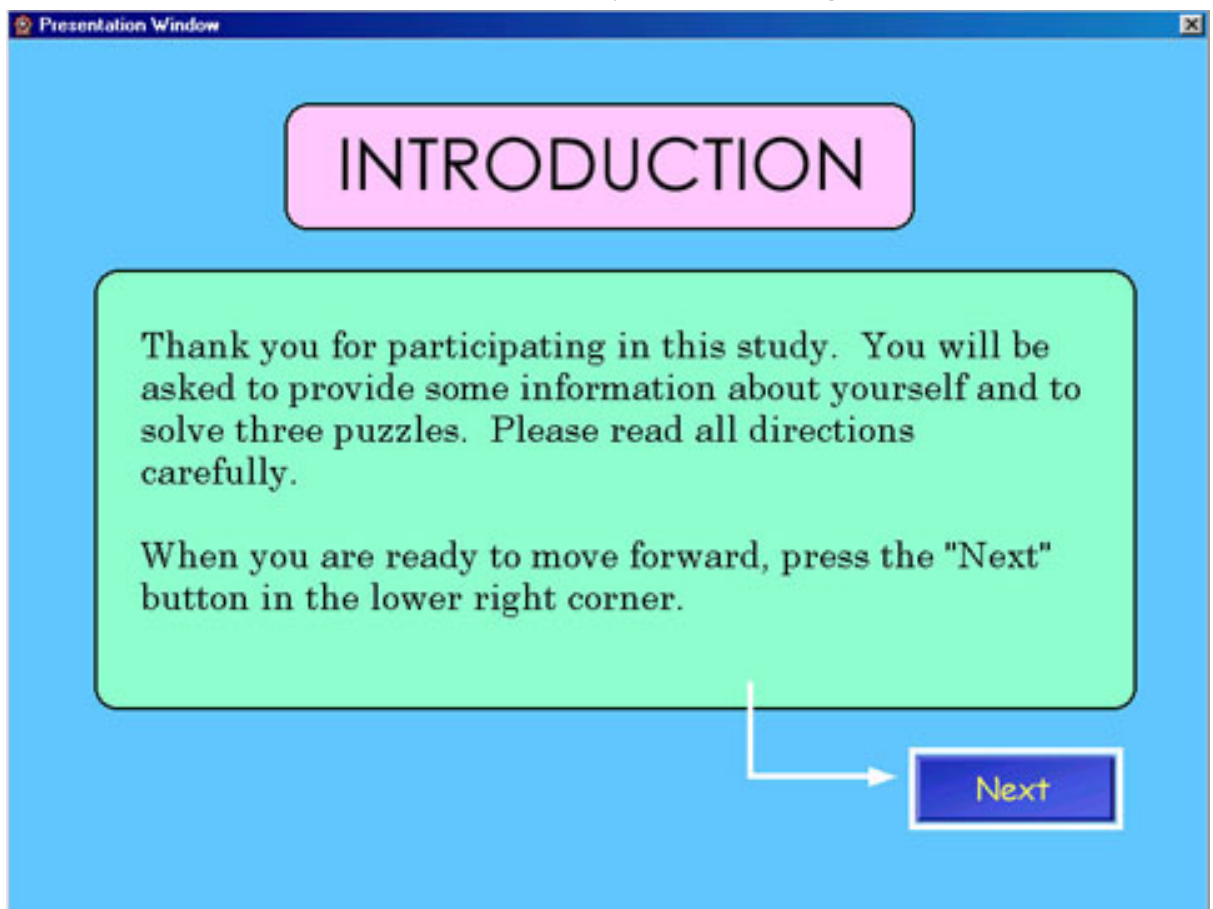 Presentation Window
INTRODUCTION
Thank you for participating in this study.  You will be
asked to provide some information about yourself and to
solve three puzzles.  Please read all directions
carefully.
When you are ready to move forward, press the "Next"
button in the lower right corner.
Next